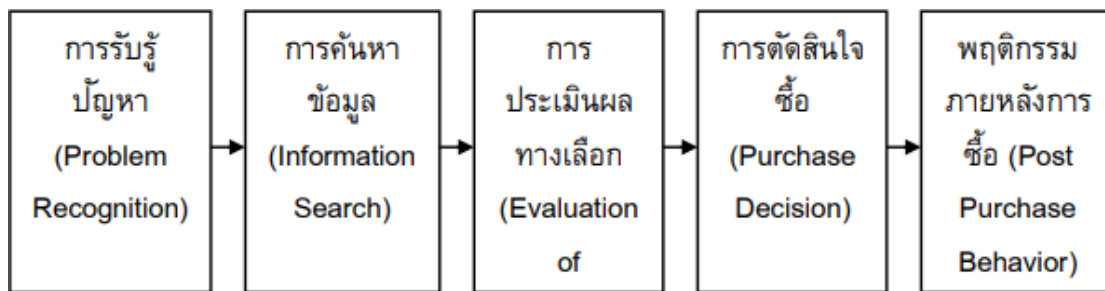 การรับรู้
ปัญหา
(Problem
Recognition)
การค้นหา
ข้อมูล
(Information
Search)
การ
ประเมินผล
ทางเลือก
(Evaluation
of
การตัดสินใจ
ซื้อ
(Purchase
Decision)
พฤติกรรม
ภายหลังการ
ซื้อ (Post
Purchase
Behavior)